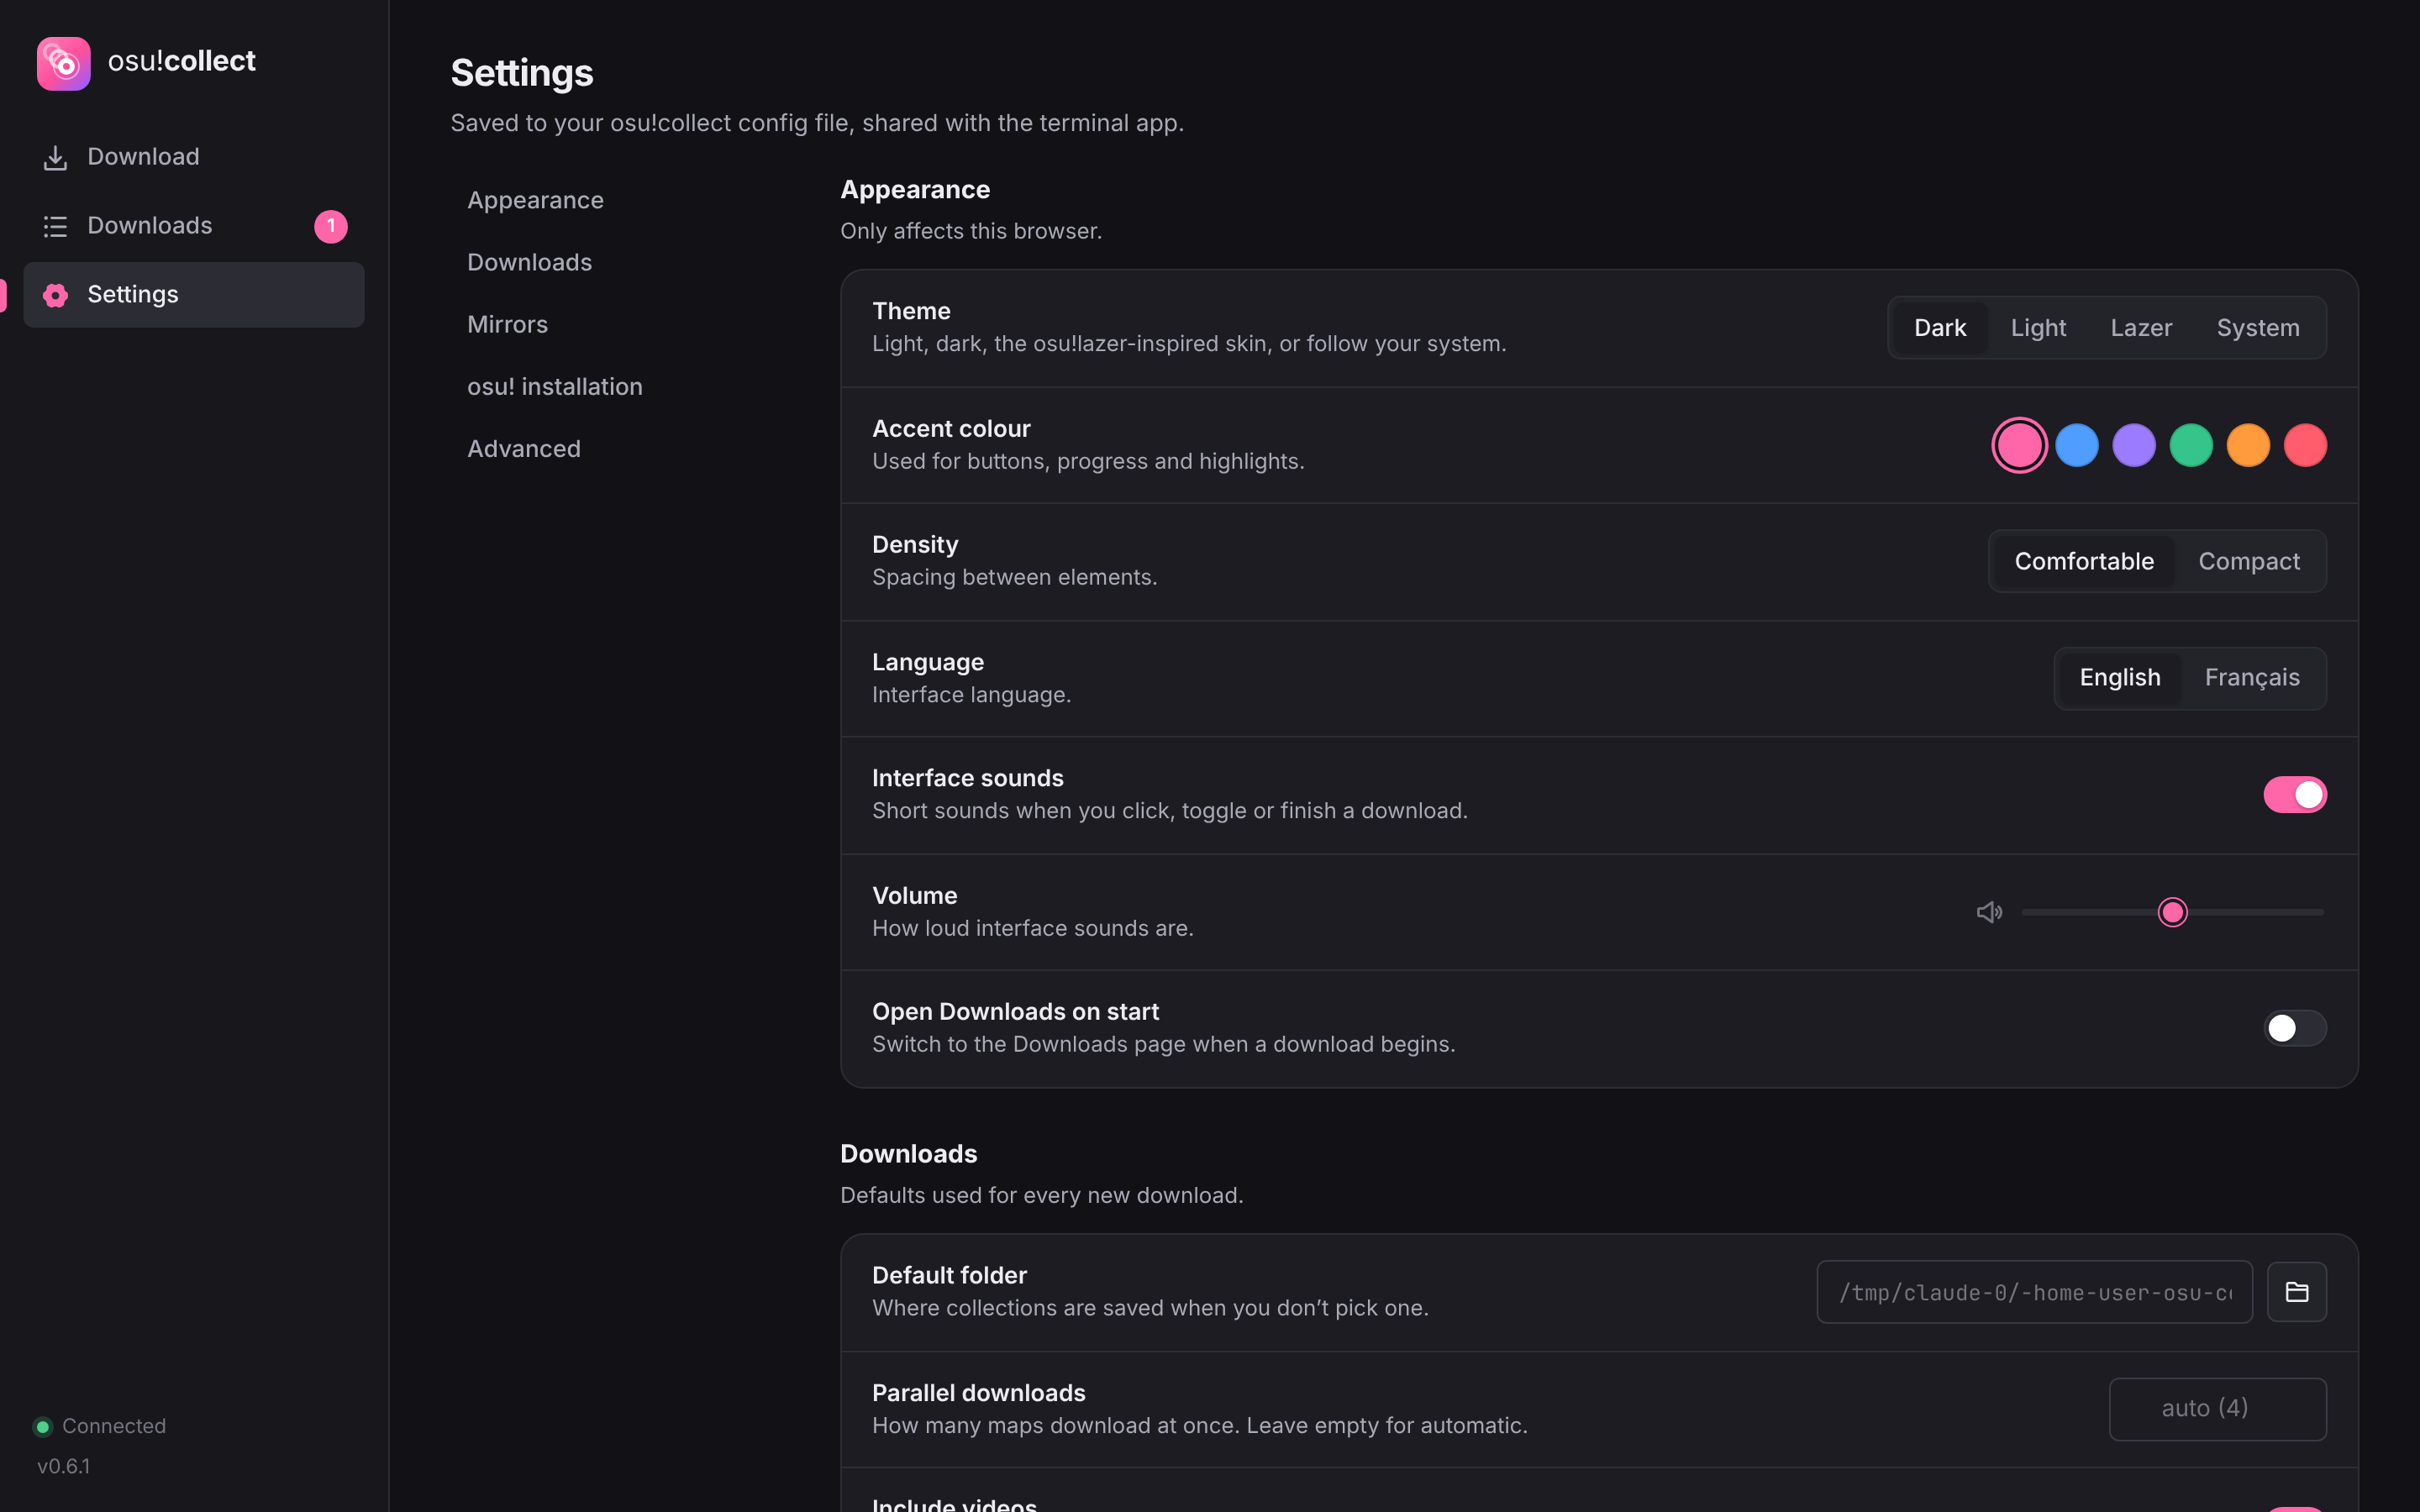 osu!collect
Download
Downloads 1
Settings
Connected
v0.6.1
Settings
Saved to your osu!collect config file, shared with the terminal app.
Appearance
Downloads
Mirrors
osu! installation
Advanced
Appearance
Only affects this browser.
Theme
Light, dark, the osu!lazer-inspired skin, or follow your system.
Dark Light Lazer System
Accent colour
Used for buttons, progress and highlights.
Density
Spacing between elements.
Comfortable Compact
Language
Interface language.
English Français
Interface sounds
Short sounds when you click, toggle or finish a download.
Volume
How loud interface sounds are.
Open Downloads on start
Switch to the Downloads page when a download begins.
Downloads
Defaults used for every new download.
Default folder
Where collections are saved when you don’t pick one.
/tmp/claude-0/-home-user-osu-c
Parallel downloads
How many maps download at once. Leave empty for automatic.
auto (4)
Include videos